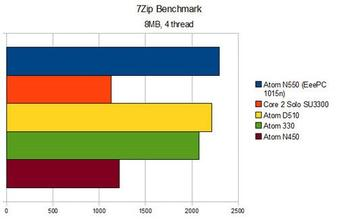 7Zip Benchmark
8MB, 4 thread
Atom N550 (EeePC
1015n)
Core 2 Solo SU3300
Atom D510
Atom 330
Atom N450
0
500
1000
1500
2000
2500